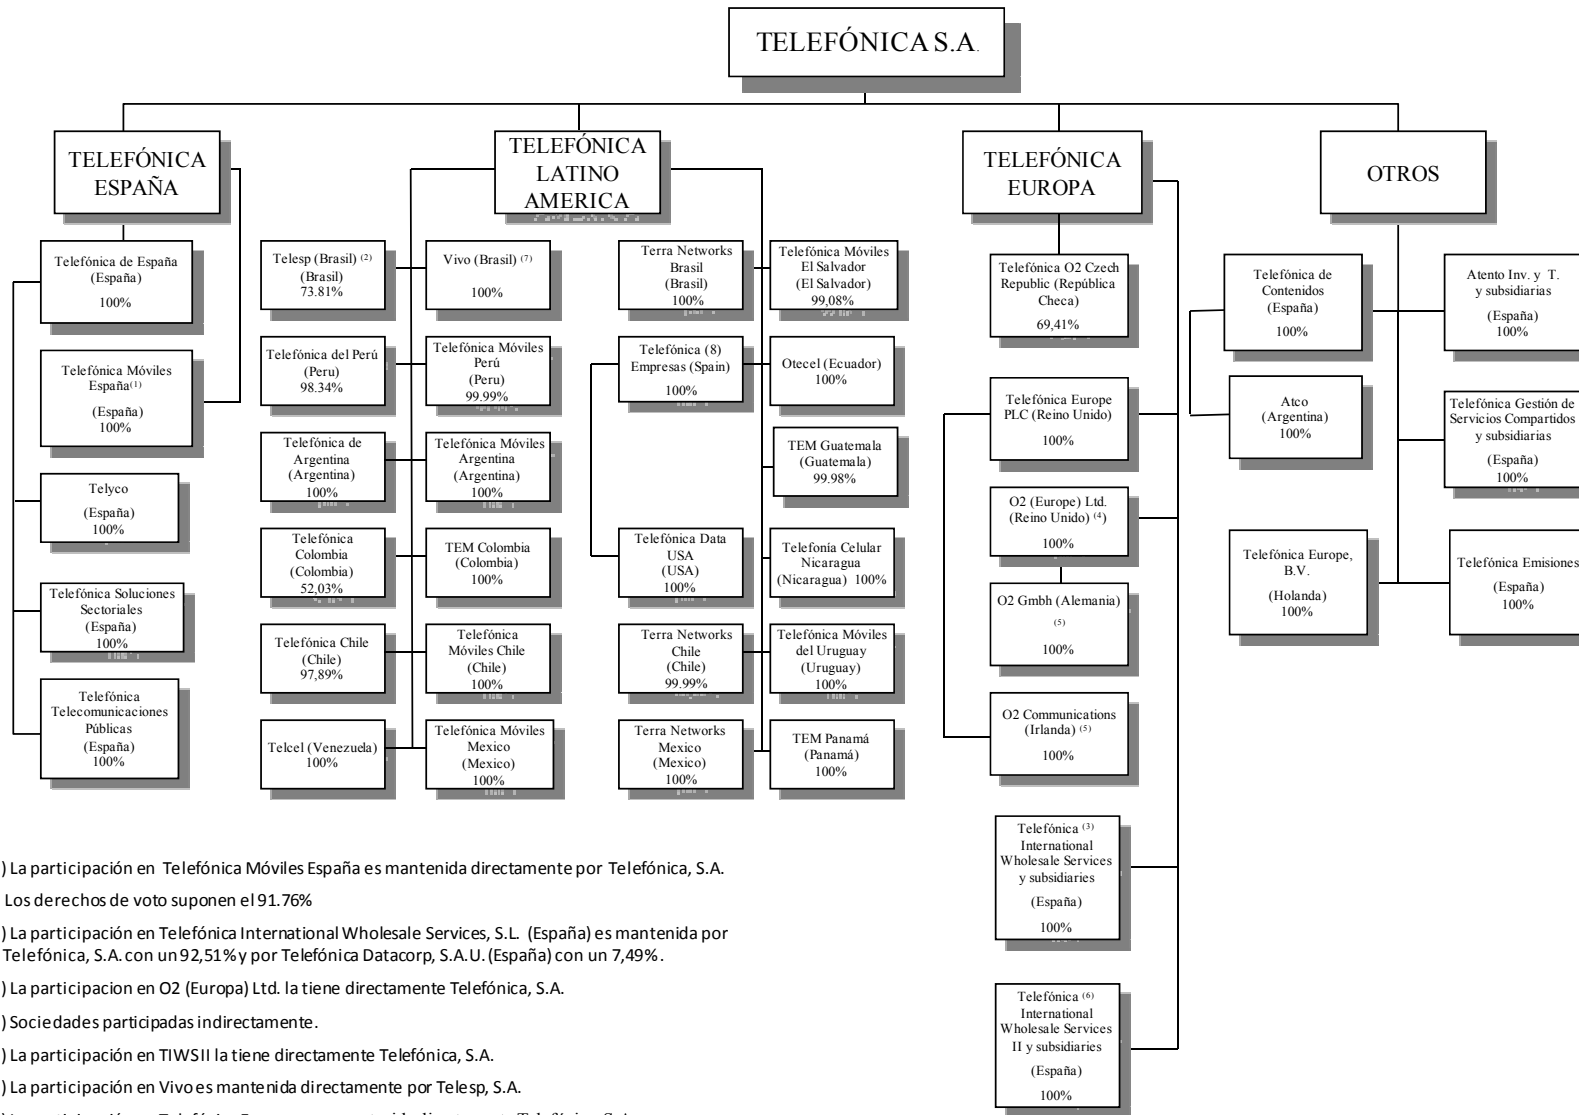 TELEFÓNICA S.A.
TELEFÓNICA
ESPAÑA
TELEFÓNICA
LATINO
AMERICA
TELEFÓNICA
EUROPA
OTROS
Telefónica de España
(España)
100%
Telefónica Móviles
España(1)
(España)
100%
Telyco
(España)
100%
Telefónica Soluciones
Sectoriales
(España)
100%
Telefónica
Telecomunicaciones
Públicas
(España)
100%
Telesp (Brasil) (2)
(Brasil)
73.81%
Vivo (Brasil) (7)
100%
Telefónica del Perú
(Peru)
98.34%
Telefónica Móviles
Perú
(Peru)
99.99%
Telefónica de
Argentina
(Argentina)
100%
Telefónica Móviles
Argentina
(Argentina)
100%
Telefónica
Colombia
(Colombia)
52,03%
TEM Colombia
(Colombia)
100%
Telefónica Chile
(Chile)
97,89%
Telefónica
Móviles Chile
(Chile)
100%
Telcel (Venezuela)
100%
Telefónica Móviles
Mexico
(Mexico)
100%
Terra Networks
Brasil
(Brasil)
100%
Telefónica Móviles
El Salvador
(El Salvador)
99,08%
Telefónica (8)
Empresas (Spain)
100%
Otecel (Ecuador)
100%
TEM Guatemala
(Guatemala)
99.98%
Telefónica Data
USA
(USA)
100%
Telefonía Celular
Nicaragua
(Nicaragua) 100%
Terra Networks
Chile
(Chile)
99.99%
Telefónica Móviles
del Uruguay
(Uruguay)
100%
Terra Networks
Mexico
(Mexico)
100%
TEM Panamá
(Panamá)
100%
Telefónica O2 Czech
Republic (República
Checa)
69,41%
Telefónica Europe
PLC (Reino Unido)
100%
O2 (Europe) Ltd.
(Reino Unido) (4)
100%
O2 Gmbh (Alemania)
(5)
100%
O2 Communications
(Irlanda) (5)
100%
Telefónica (3)
International
Wholesale Services
y subsidiaries
(España)
100%
Telefónica (6)
International
Wholesale Services
II y subsidiaries
(España)
100%
Telefónica de
Contenidos
(España)
100%
Atento Inv. y T.
y subsidiarias
(España)
100%
Atco
(Argentina)
100%
Telefónica Gestión de
Servicios Compartidos
y subsidiarias
(España)
100%
Telefónica Europe,
B.V.
(Holanda)
100%
Telefónica Emisiones
(España)
100%
) La participación en Telefónica Móviles España es mantenida directamente por Telefónica, S.A.
Los derechos de voto suponen el 91.76%
) La participación en Telefónica International Wholesale Services, S.L. (España) es mantenida por
Telefónica, S.A. con un 92,51% y por Telefónica Datacorp, S.A.U. (España) con un 7,49%.
) La participacion en O2 (Europa) Ltd. la tiene directamente Telefónica, S.A.
) Sociedades participadas indirectamente.
) La participación en TIWSII la tiene directamente Telefónica, S.A.
) La participación en Vivo es mantenida directamente por Telesp, S.A.